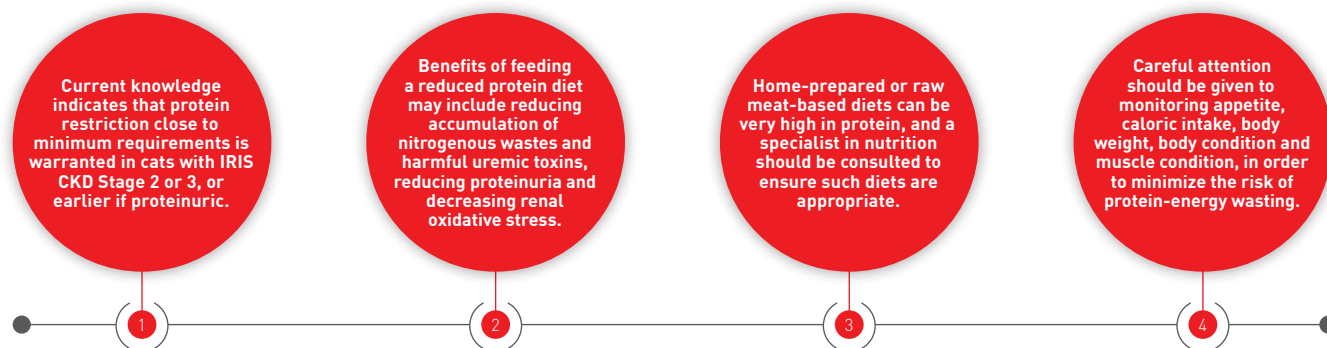 Current knowledge
indicates that protein
restriction close to
minimum requirements is
warranted in cats with IRIS
CKD Stage 2 or 3, or
earlier if proteinuric.
1
Benefits of feeding
a reduced protein diet
may include reducing
accumulation of
nitrogenous wastes and
harmful uremic toxins,
reducing proteinuria and
decreasing renal
oxidative stress.
2
Home-prepared or raw
meat-based diets can be
very high in protein, and a
specialist in nutrition
should be consulted to
ensure such diets are
appropriate.
3
Careful attention
should be given to
monitoring appetite,
caloric intake, body
weight, body condition and
muscle condition, in order
to minimize the risk of
protein-energy wasting.
4